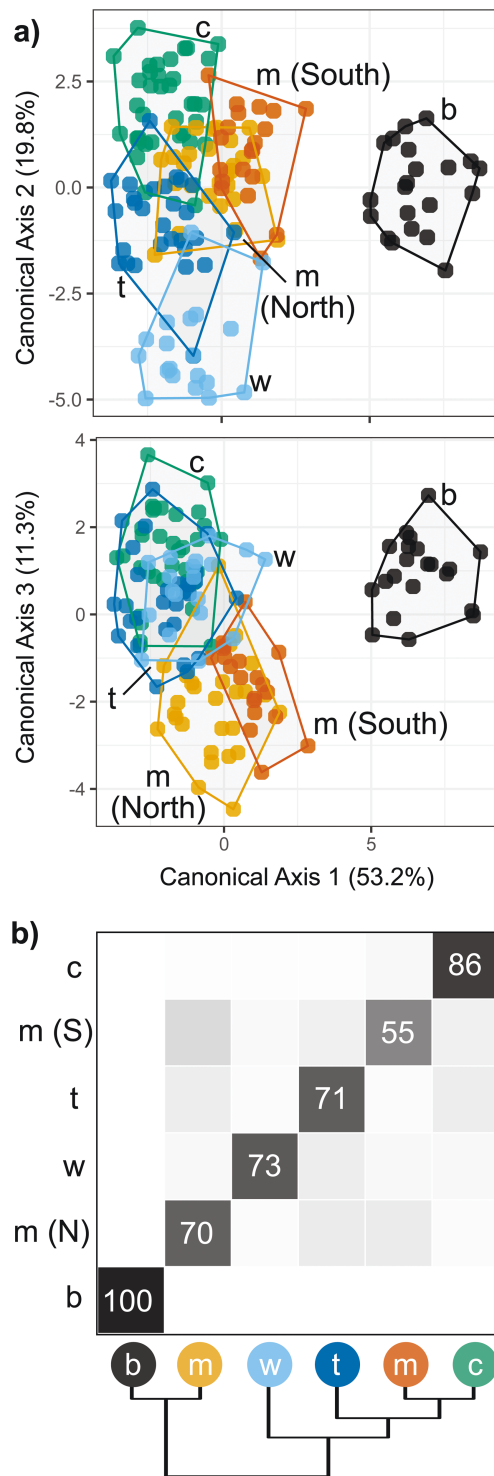 a)
c
m (South)
b
2.5
0.0
-2.5
-5.0
Canonical Axis 2 (19.8%)
t
m
(North)
w
4
2
0
-2
-4
Canonical Axis 3 (11.3%)
c
b
w
t
m (South)
m
(North)
0
5
Canonical Axis 1 (53.2%)
b)
c
86
m (S)
55
t
71
w
73
m (N)
70
b
100
b m w t m c